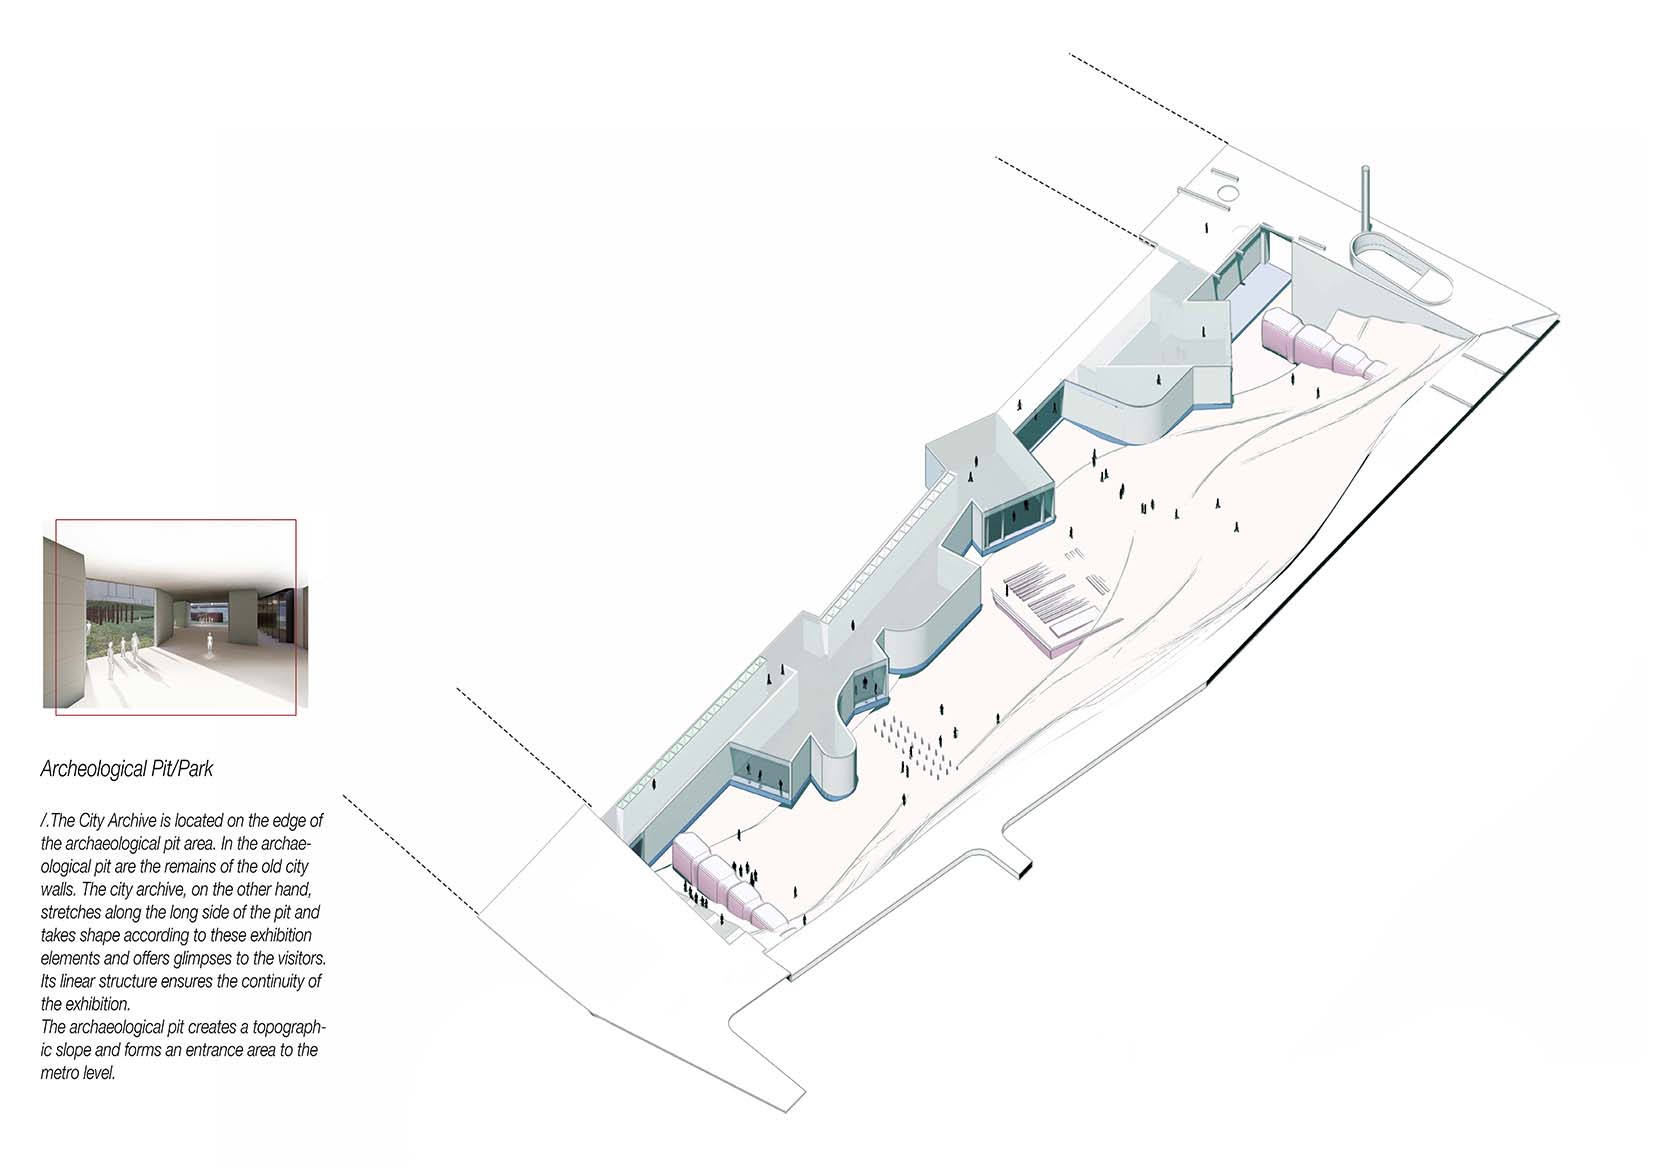 Archeological Pit/Park
/.The City Archive is located on the edge of
the archaeological pit area. In the archae-
ological pit are the remains of the old city
walls. The city archive, on the other hand,
stretches along the long side of the pit and
takes shape according to these exhibition
elements and offers glimpses to the visitors.
Its linear structure ensures the continuity of
the exhibition.
The archaeological pit creates a topograph-
ic slope and forms an entrance area to the
metro level.